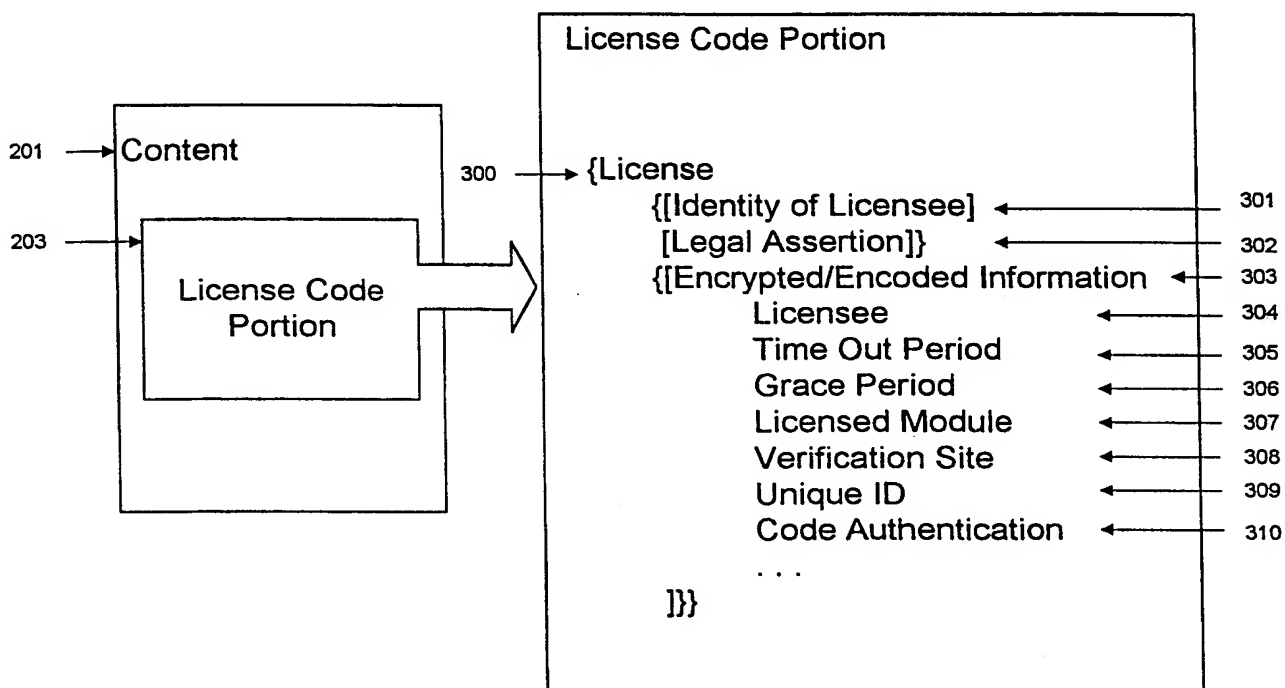 License Code Portion
201 Content
300 {License
{[Identity of Licensee] 301
203 [Legal Assertion]} 302
{[Encrypted/Encoded Information 303
License Code
Portion
Licensee 304
Time Out Period 305
Grace Period 306
Licensed Module 307
Verification Site 308
Unique ID 309
Code Authentication 310
. . .
]}}